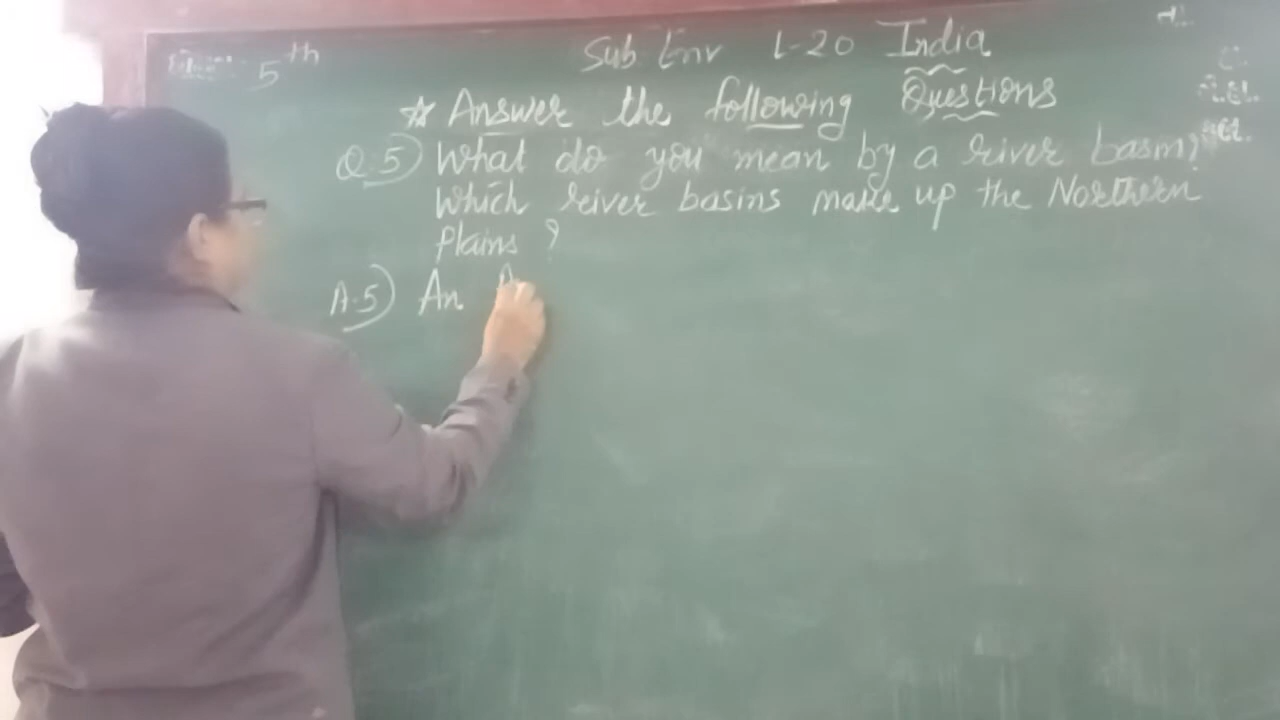 5th
Sub Env L-20 India
☆ Answer the following Questions
Q.5) What do you mean by a river basin?
Which river basins make up the Northern
Plains ?
A.5) An A